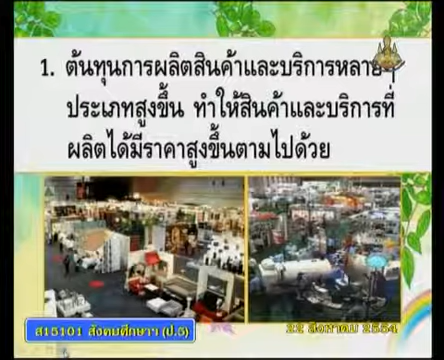 1. ต้นทุนการผลิตสินค้าและบริการหลาย ๆ
ประเภทสูงขึ้น ทำให้สินค้าและบริการที่
ผลิตได้มีราคาสูงขึ้นตามไปด้วย
ส15101 สังคมศึกษาฯ (ป.5)
22 สิงหาคม 2554